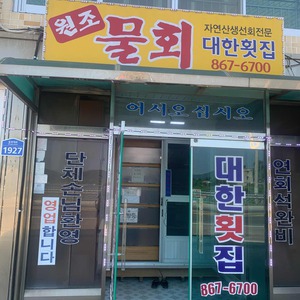 원조
물회
자연산생선회전문
대한횟집
867-6700
어서오십시오
1927
단체손님환영
영업합니다
대한횟집
867-6700
연회석완비